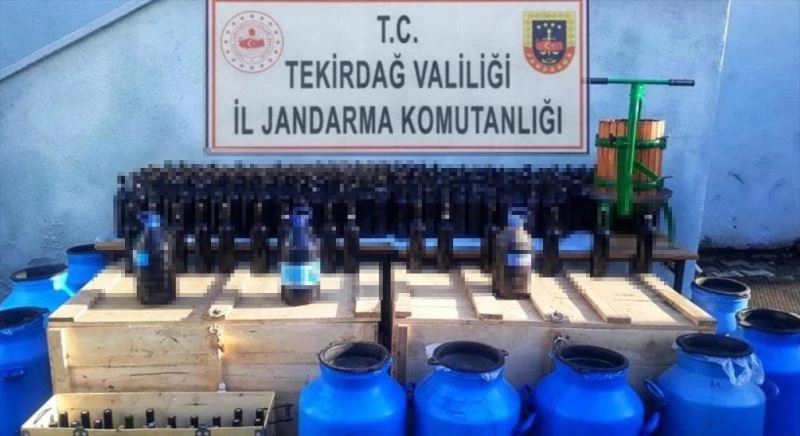 T.C.
TEKİRDAĞ VALİLİĞİ
İL JANDARMA KOMUTANLIĞI